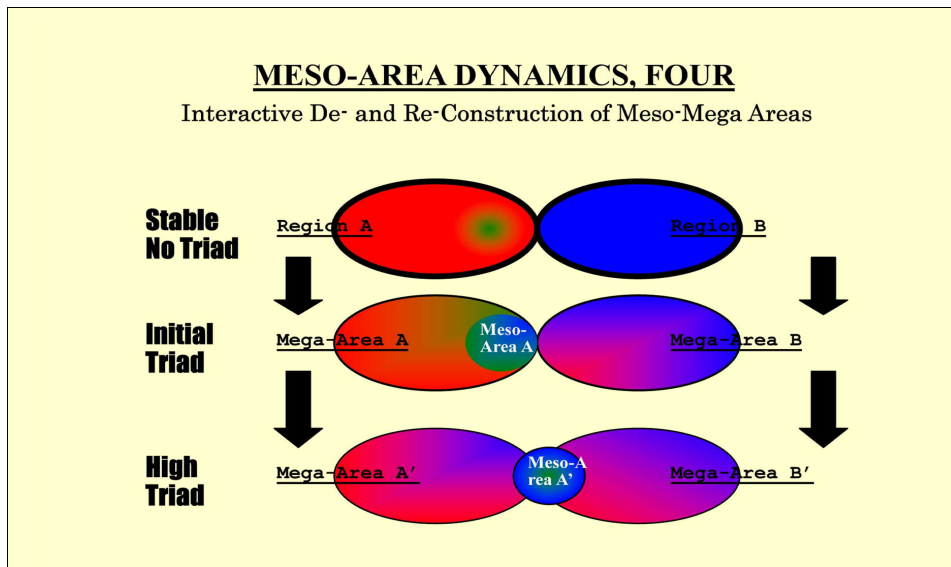 MESO-AREA DYNAMICS, FOUR
Interactive De- and Re-Construction of Meso-Mega Areas
Stable
No Triad
Region A
Region B
Initial
Triad
Mega-Area A
Meso-
Area A
Mega-Area B
High
Triad
Mega-Area A’
Meso-A
rea A’
Mega-Area B’